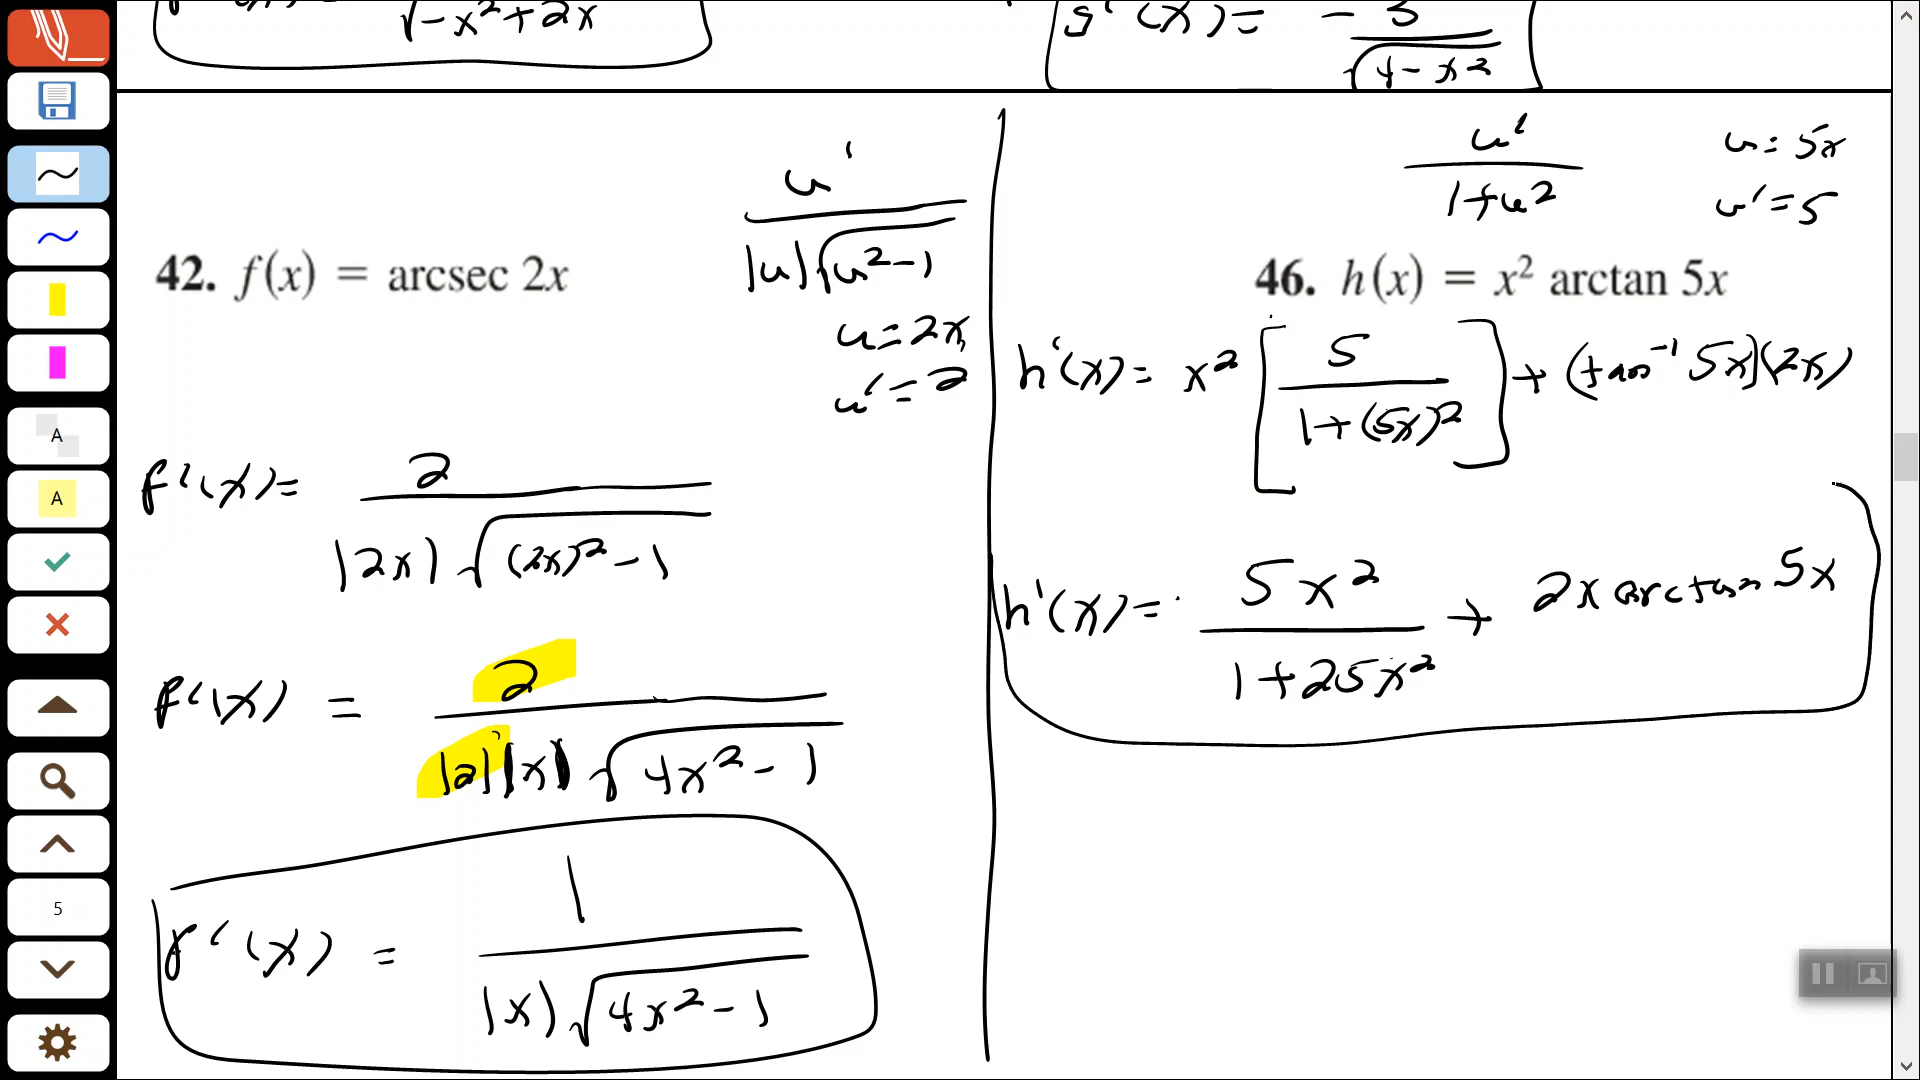 √-x²+2x
g'(x) = - 3
√4-x²
42. f(x) = arcsec 2x
u'
|u|√u²-1
u=2x
u'=2
f'(x)= 2
|2x|√(2x)²-1
f'(x) = 2
|2||x|√4x²-1
f'(x) = 1
|x|√4x²-1
u'
1+u²
u=5x
u'=5
46. h(x) = x² arctan 5x
h'(x)= x² [5
1+(5x)²] + (tan⁻¹ 5x)(2x)
h'(x)= 5x² + 2x arctan 5x
1+25x²
A
A
5